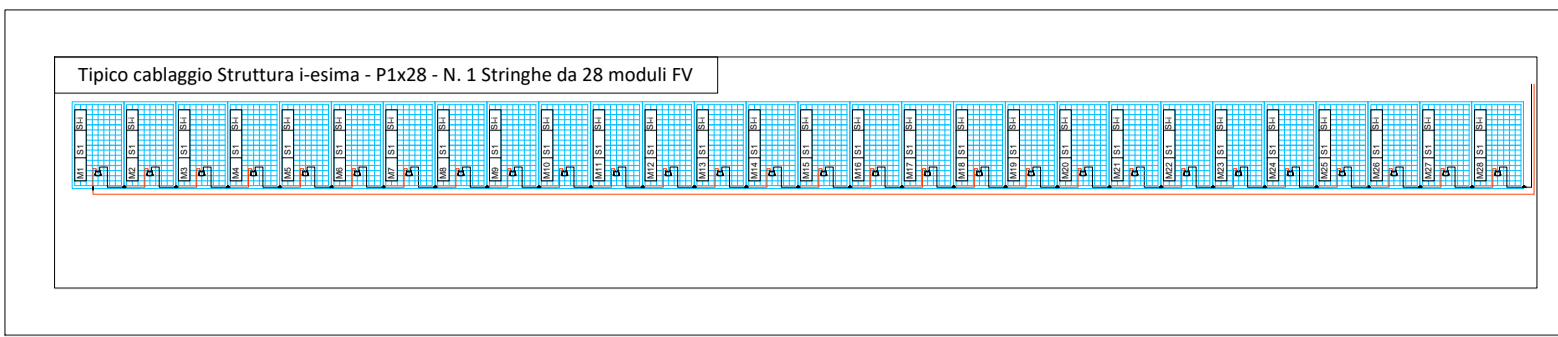 Tipico cablaggio Struttura i-esima - P1x28 - N. 1 Stringhe da 28 moduli FV
M1 S1 SH
M2 S1 SH
M3 S1 SH
M4 S1 SH
M5 S1 SH
M6 S1 SH
M7 S1 SH
M8 S1 SH
M9 S1 SH
M10 S1 SH
M11 S1 SH
M12 S1 SH
M13 S1 SH
M14 S1 SH
M15 S1 SH
M16 S1 SH
M17 S1 SH
M18 S1 SH
M19 S1 SH
M20 S1 SH
M21 S1 SH
M22 S1 SH
M23 S1 SH
M24 S1 SH
M25 S1 SH
M26 S1 SH
M27 S1 SH
M28 S1 SH